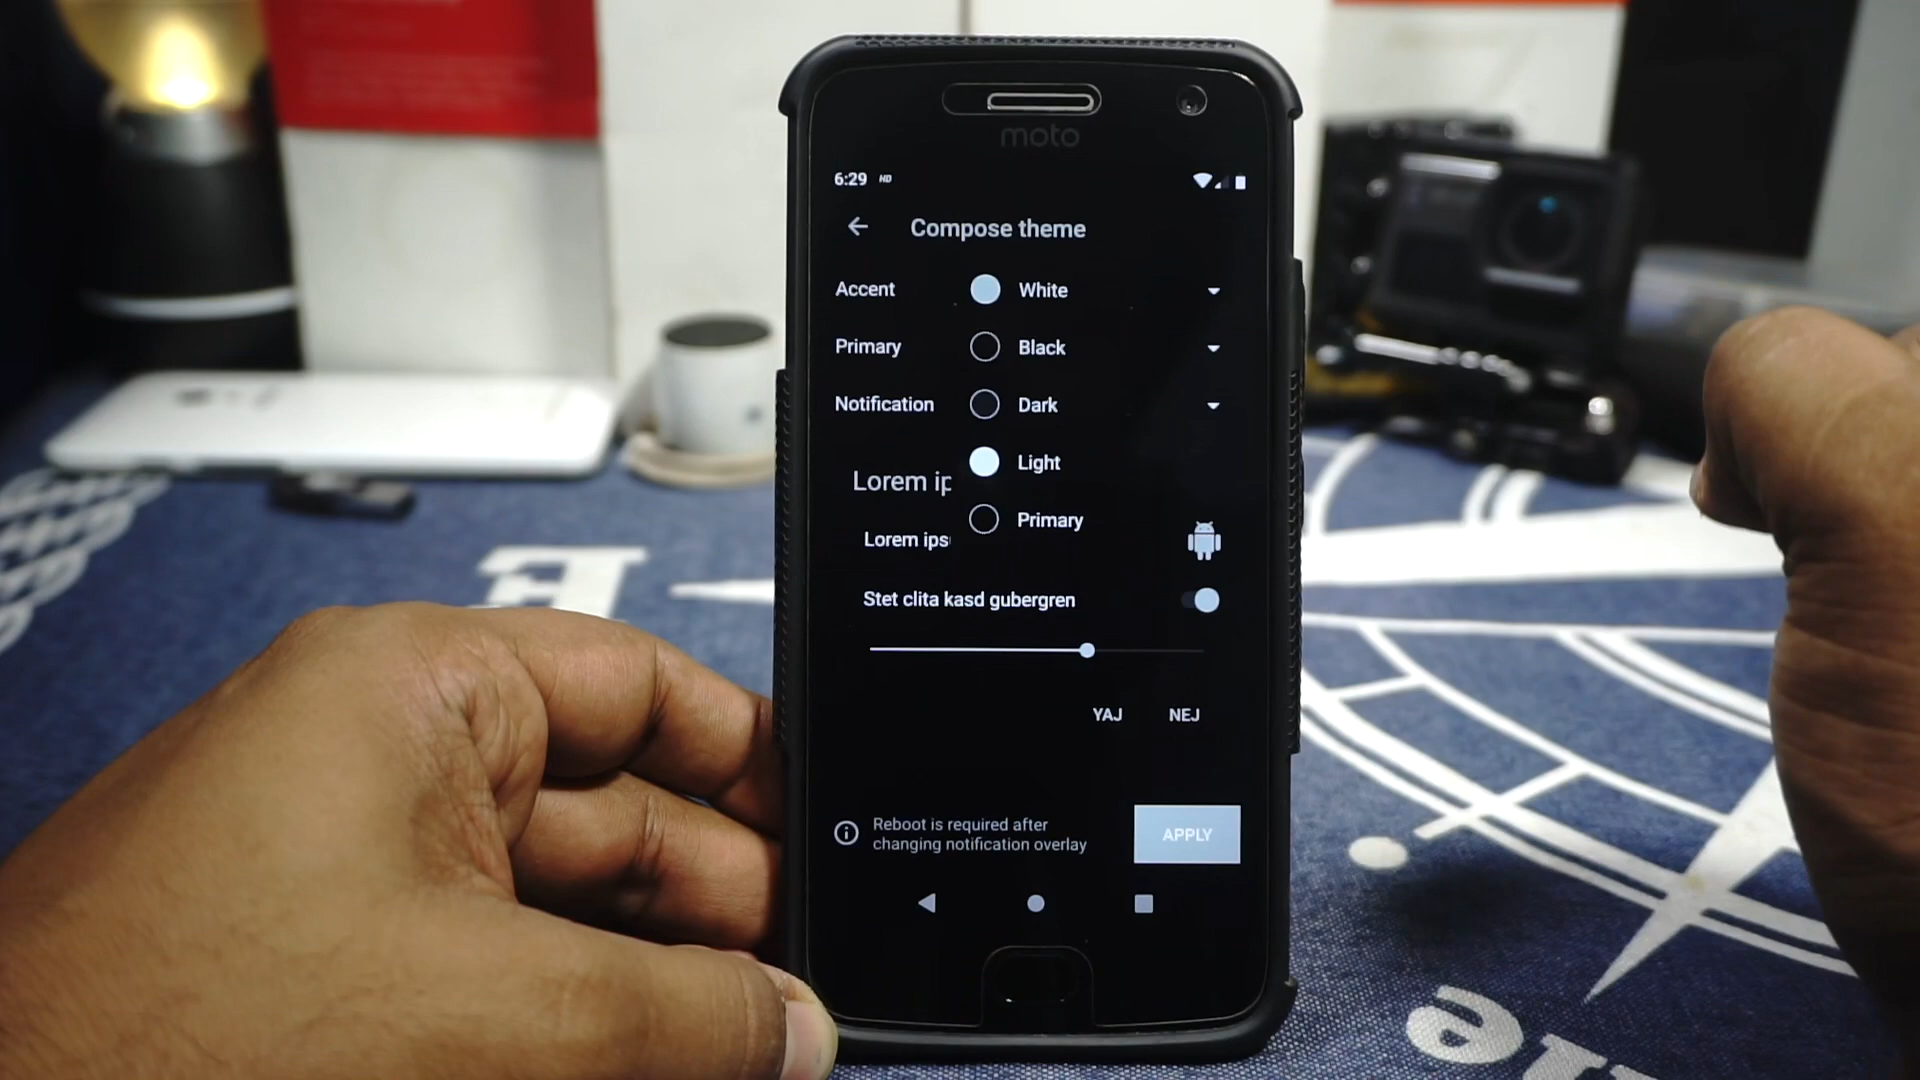 moto
6:29 HD
Compose theme
Accent White
Primary Black
Notification Dark
Light
Lorem ip
Primary
Lorem ips
Stet clita kasd gubergren
YAJ NEJ
Reboot is required after
changing notification overlay
APPLY
E